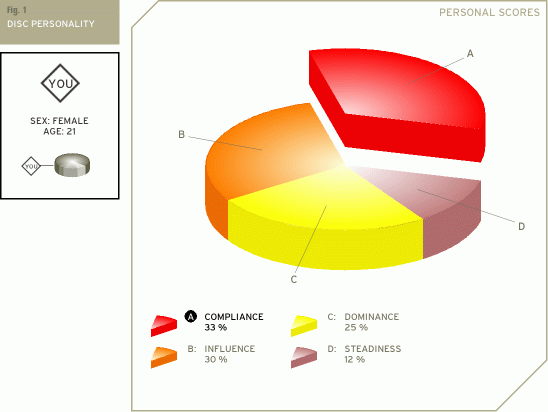 Fig. 1
DISC PERSONALITY
PERSONAL SCORES
YOU
SEX: FEMALE
AGE: 21
YOU
A
B
C
D
A COMPLIANCE
33 %
B: INFLUENCE
30 %
C: DOMINANCE
25 %
D: STEADINESS
12 %